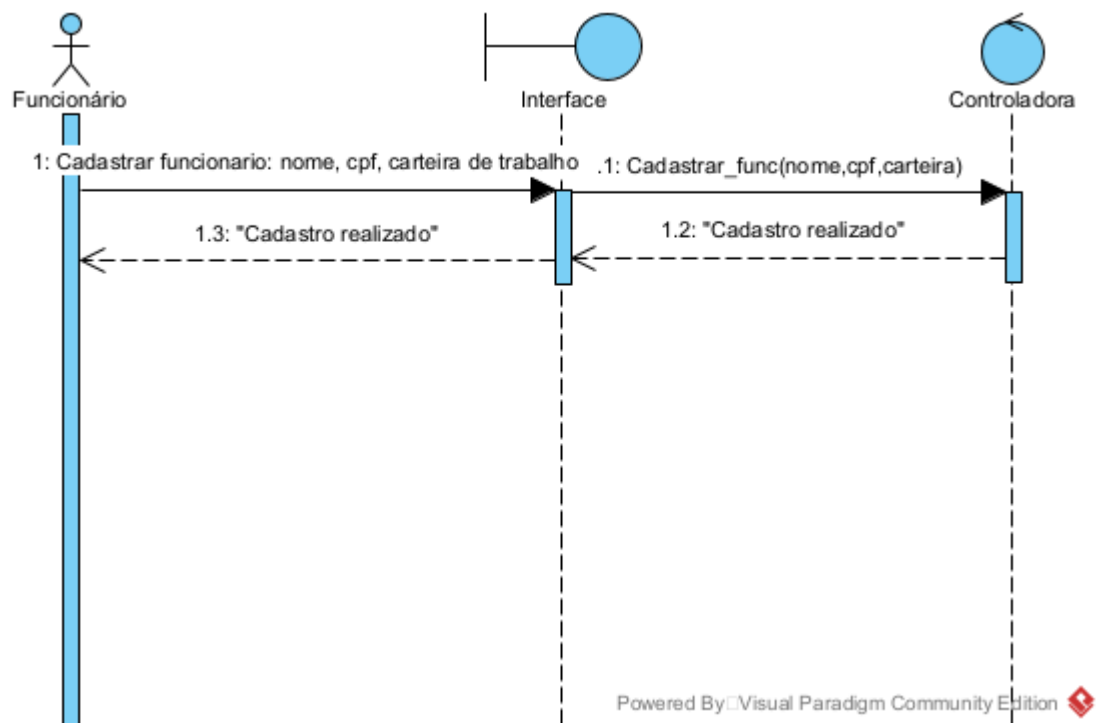 Funcionário
Interface
Controladora
1: Cadastrar funcionario: nome, cpf, carteira de trabalho
.1: Cadastrar_func(nome,cpf,carteira)
1.3: "Cadastro realizado"
1.2: "Cadastro realizado"
Powered By Visual Paradigm Community Edition